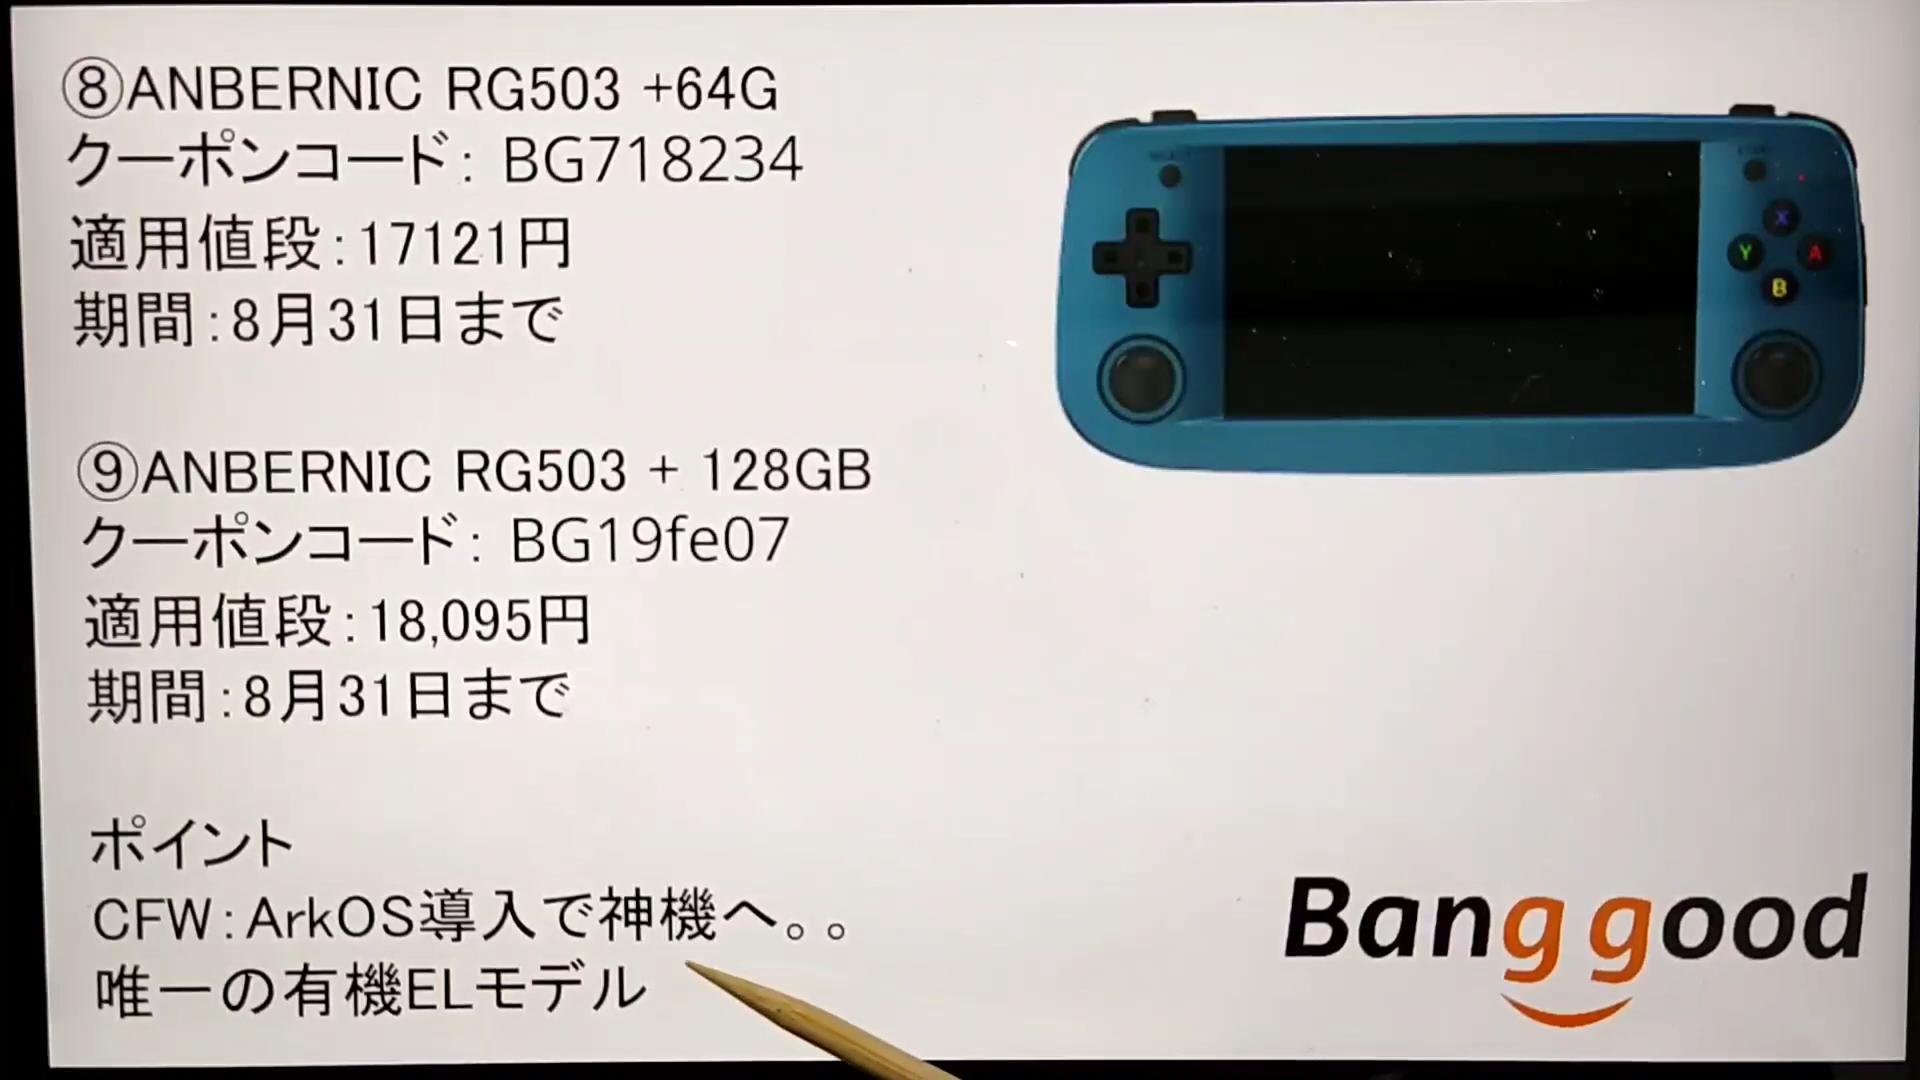 ⑧ANBERNIC RG503 +64G
クーポンコード: BG718234
適用値段:17121円
期間:8月31日まで
⑨ANBERNIC RG503 + 128GB
クーポンコード: BG19fe07
適用値段:18,095円
期間:8月31日まで
ポイント
CFW:ArkOS導入で神機へ。。
唯一の有機ELモデル
X
Y
A
B
Banggood